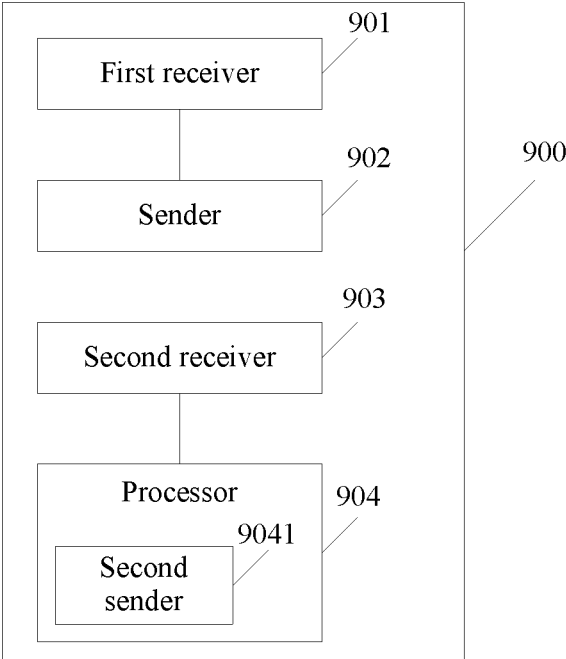 901
First receiver
902
Sender
900
903
Second receiver
Processor
904
9041
Second
sender